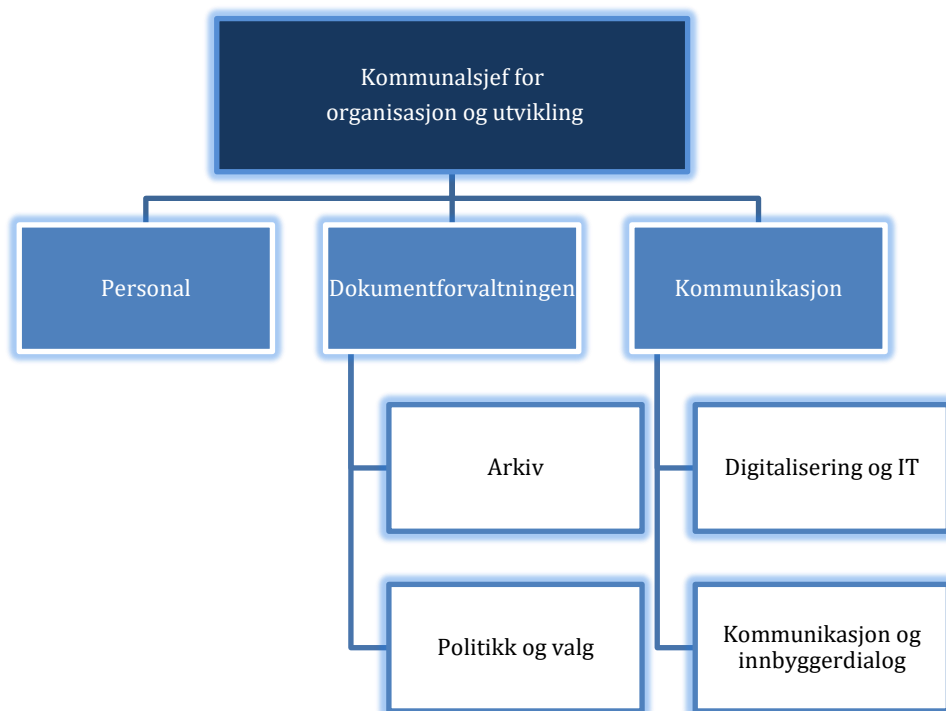 Kommunalsjef for
organisasjon og utvikling
Personal
Dokumentforvaltningen
Kommunikasjon
Arkiv
Digitalisering og IT
Politikk og valg
Kommunikasjon og
innbyggerdialog